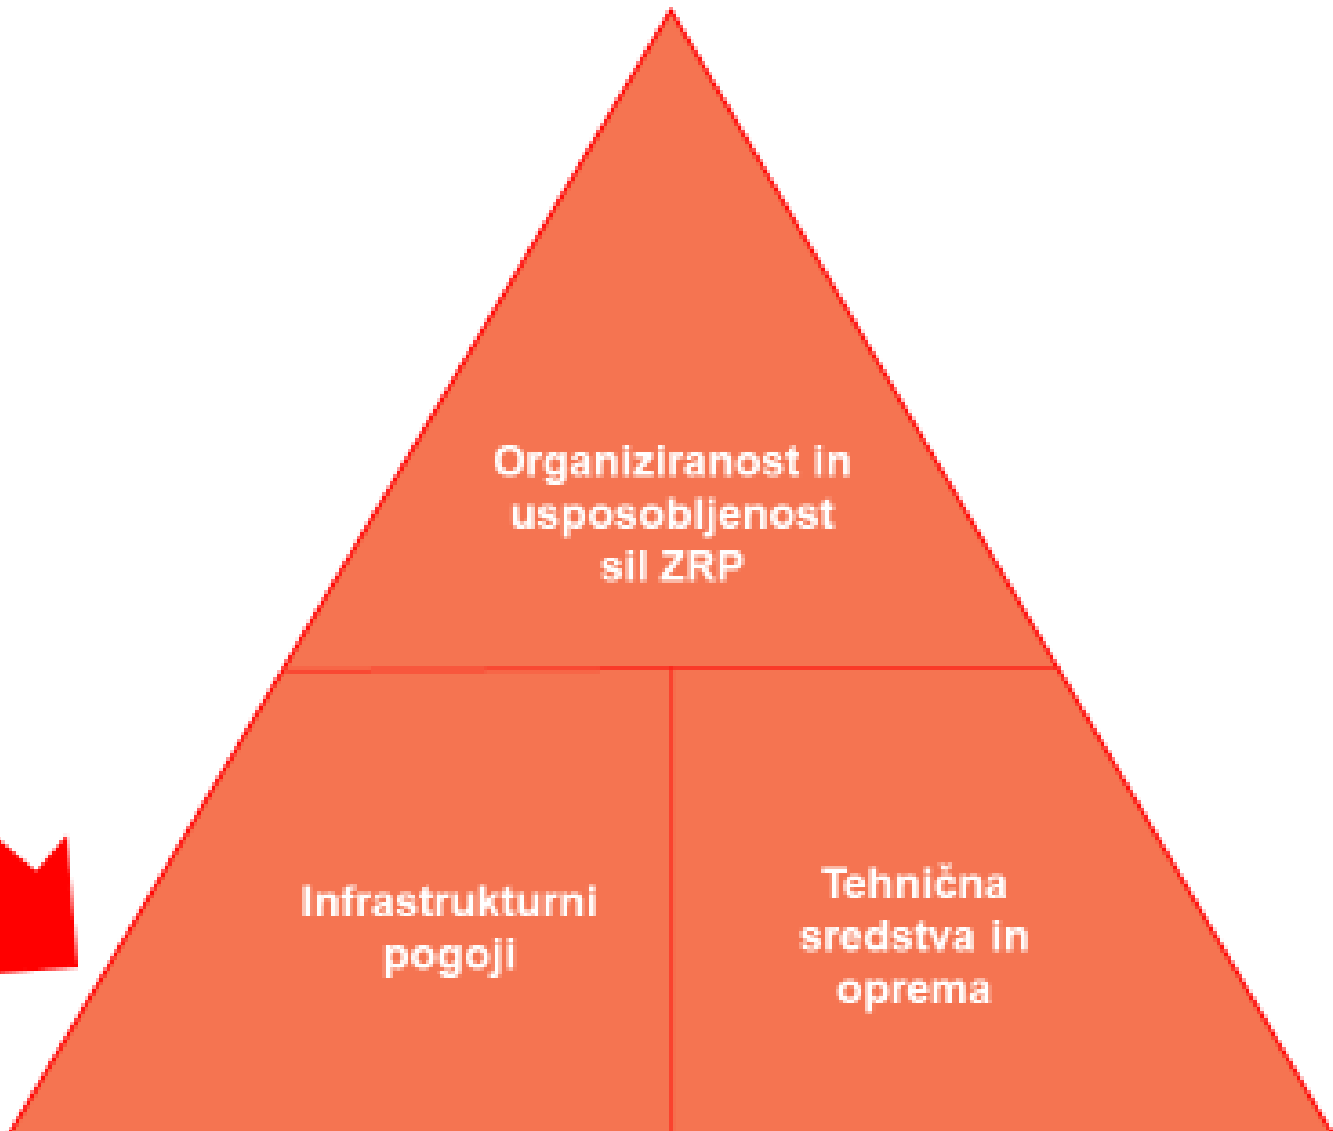 Organiziranost in
usposobljenost
sil ZRP
Infrastrukturni
pogoji
Tehnična
sredstva in
oprema